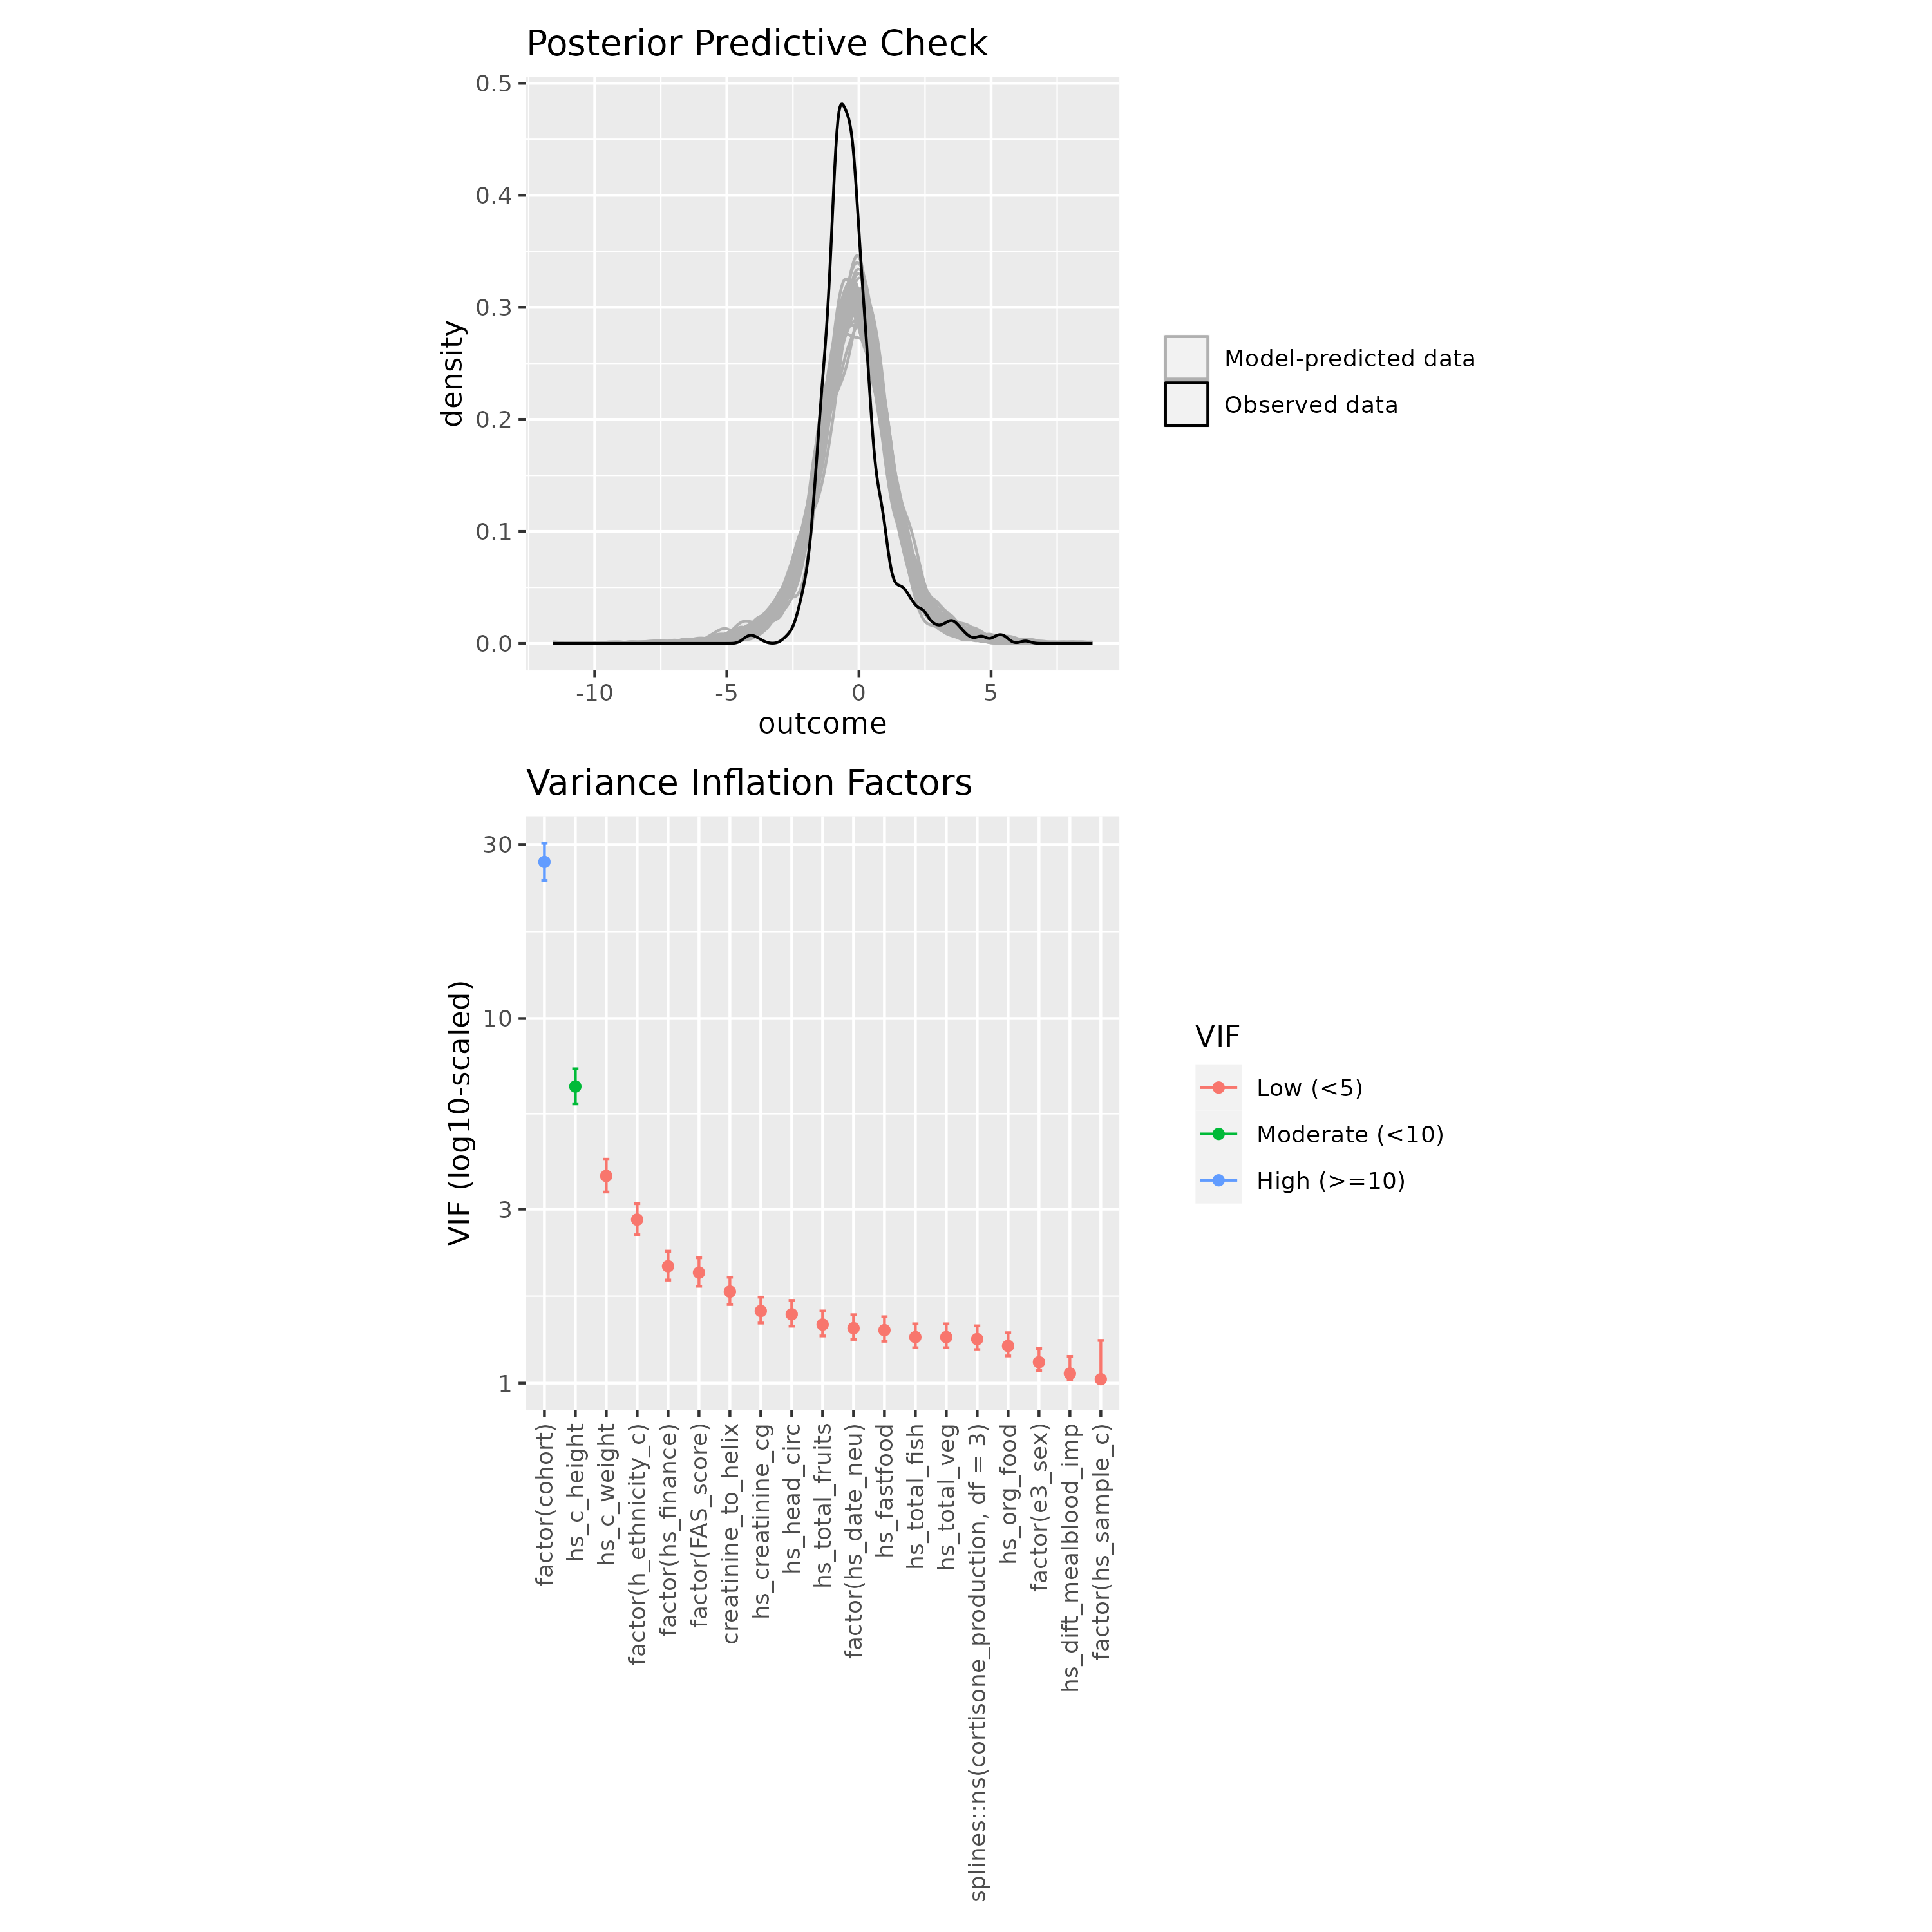 Posterior Predictive Check
0.5
0.4
0.3
0.2
0.1
0.0
density
-10 -5 0 5
outcome
Model-predicted data
Observed data
Variance Inflation Factors
30
10
3
1
VIF (log10-scaled)
factor(cohort)
hs_c_height
hs_c_weight
factor(h_ethnicity_c)
factor(hs_finance)
factor(FAS_score)
creatinine_to_helix
hs_creatinine_cg
hs_head_circ
hs_total_fruits
factor(hs_date_neu)
hs_fastfood
hs_total_fish
hs_total_veg
splines::ns(cortisone_production, df = 3)
hs_org_food
factor(e3_sex)
hs_dift_mealblood_imp
factor(hs_sample_c)
VIF
Low (<5)
Moderate (<10)
High (>=10)